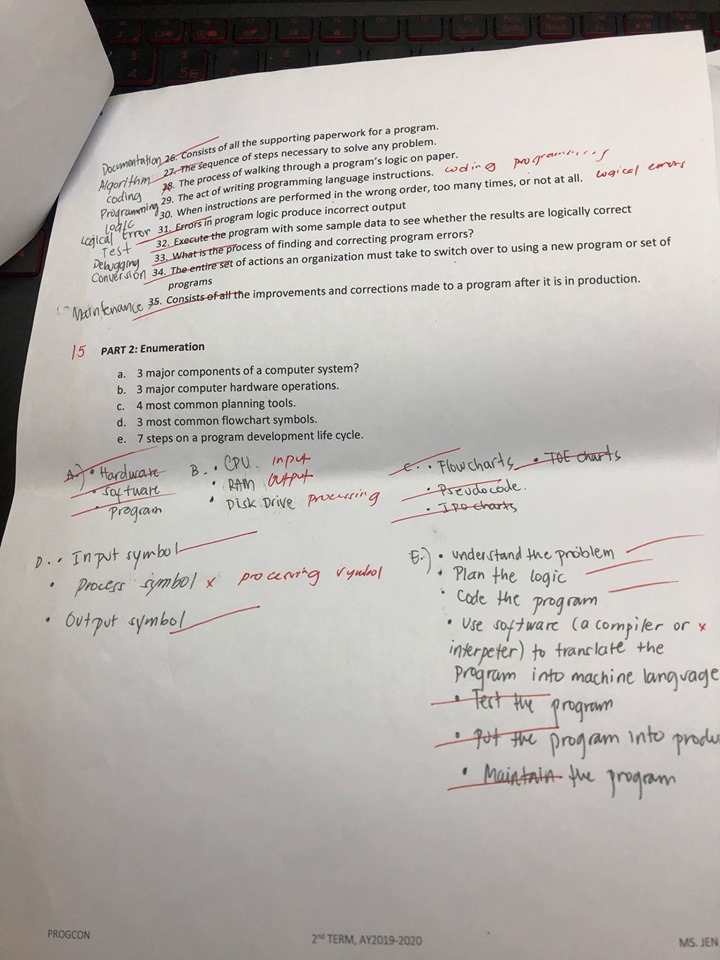 Documentation 26. Consists of all the supporting paperwork for a program.
Algorithm 27. The sequence of steps necessary to solve any problem.
coding 28. The process of walking through a program's logic on paper.
Programming 29. The act of writing programming language instructions. coding programming
Logic 30. When instructions are performed in the wrong order, too many times, or not at all. Logical errors
Logical Error 31. Errors in program logic produce incorrect output
Test 32. Execute the program with some sample data to see whether the results are logically correct
Debugging 33. What is the process of finding and correcting program errors?
Conversion 34. The entire set of actions an organization must take to switch over to using a new program or set of
programs
Maintenance 35. Consists of all the improvements and corrections made to a program after it is in production.
15 PART 2: Enumeration
a. 3 major components of a computer system?
b. 3 major computer hardware operations.
c. 4 most common planning tools.
d. 3 most common flowchart symbols.
e. 7 steps on a program development life cycle.
A.) • Hardware
• software
• program
B. • CPU input
• RAM output
• Disk Drive processing
C. • Flowcharts • TOE charts
• Pseudocode.
• IPO charts
D. • Input symbol
• Process symbol x processing symbol
• Output symbol
E.) • understand the problem
• Plan the logic
• Code the program
• Use software (a compiler or x
interpeter) to translate the
program into machine language
• Test the program
• Put the program into produ
• Maintain the program
PROGCON
2nd TERM, AY2019-2020
MS. JEN